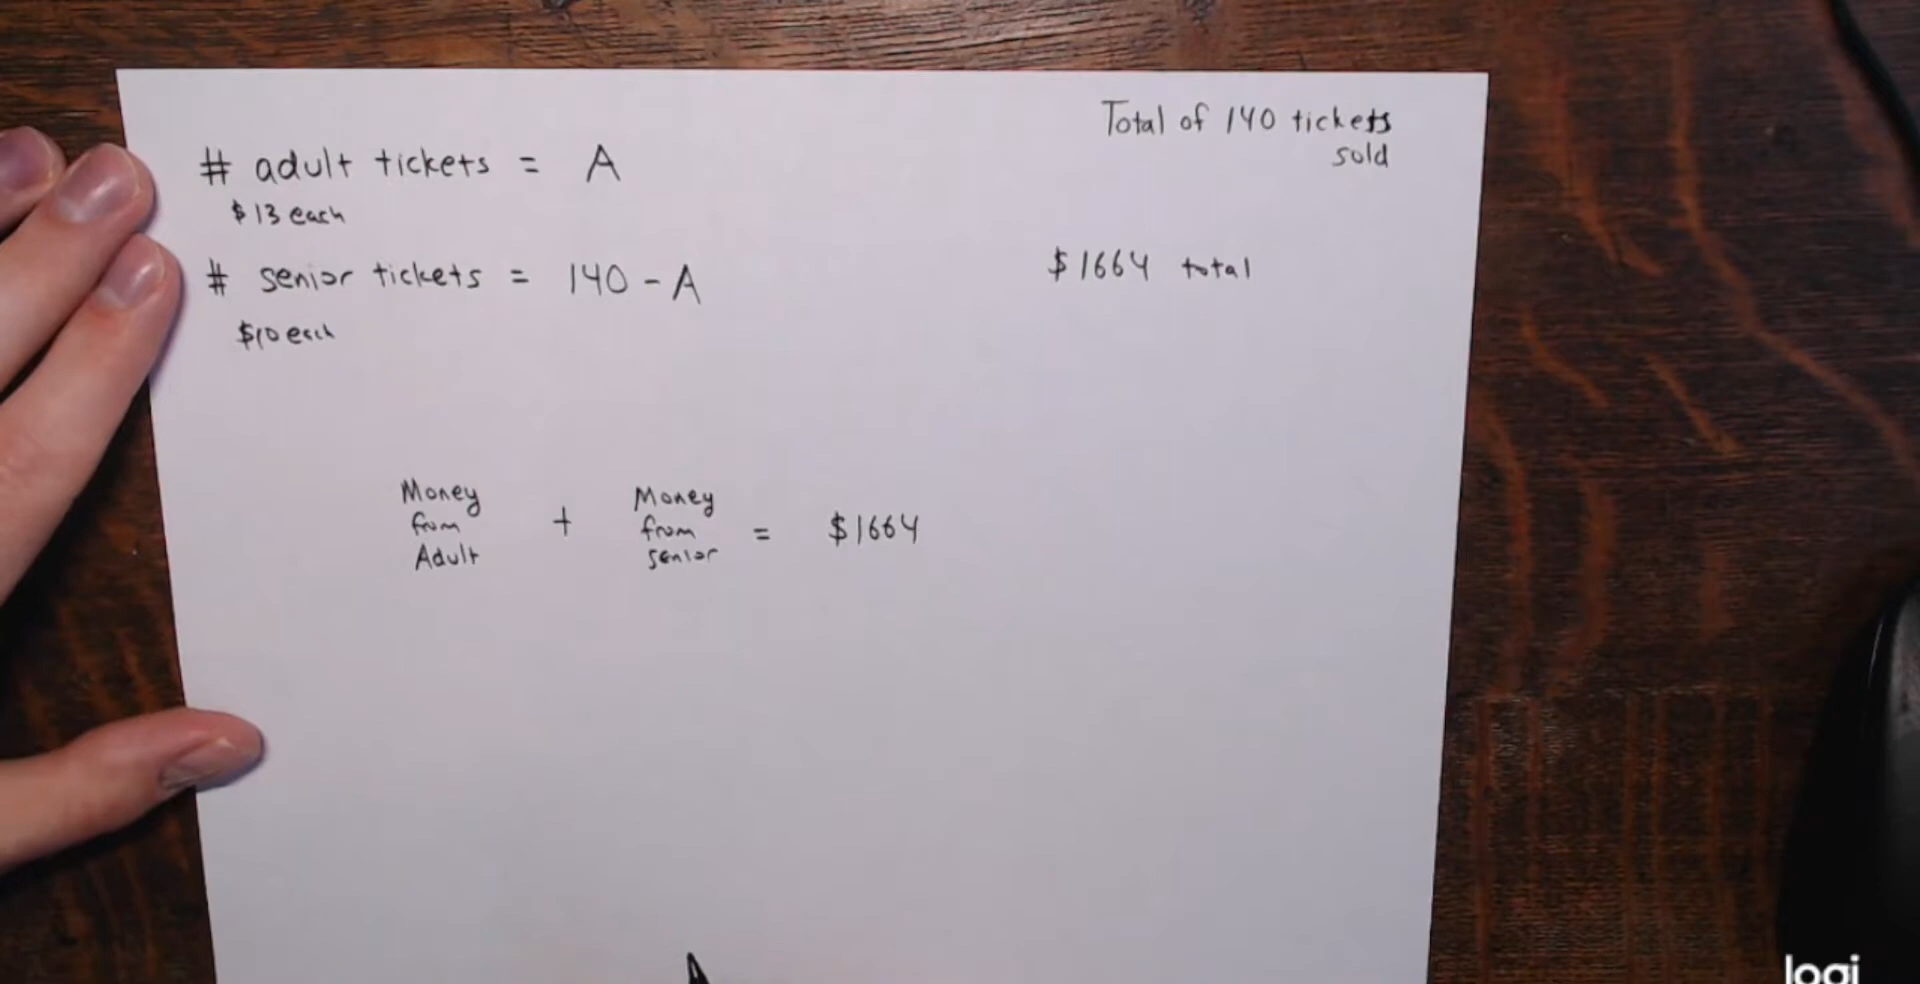 Total of 140 tickets
sold
# adult tickets = A
$13 each
# senior tickets = 140 - A
$10 each
$1664 total
Money from Adult + Money from senior = $1664
logi